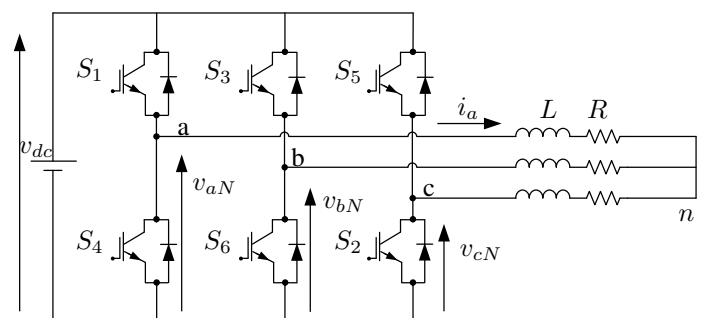 S₁ S₃ S₅
i_a L R
a
v_dc
b
v_aN
c
v_bN
n
S₄ S₆ S₂
v_cN